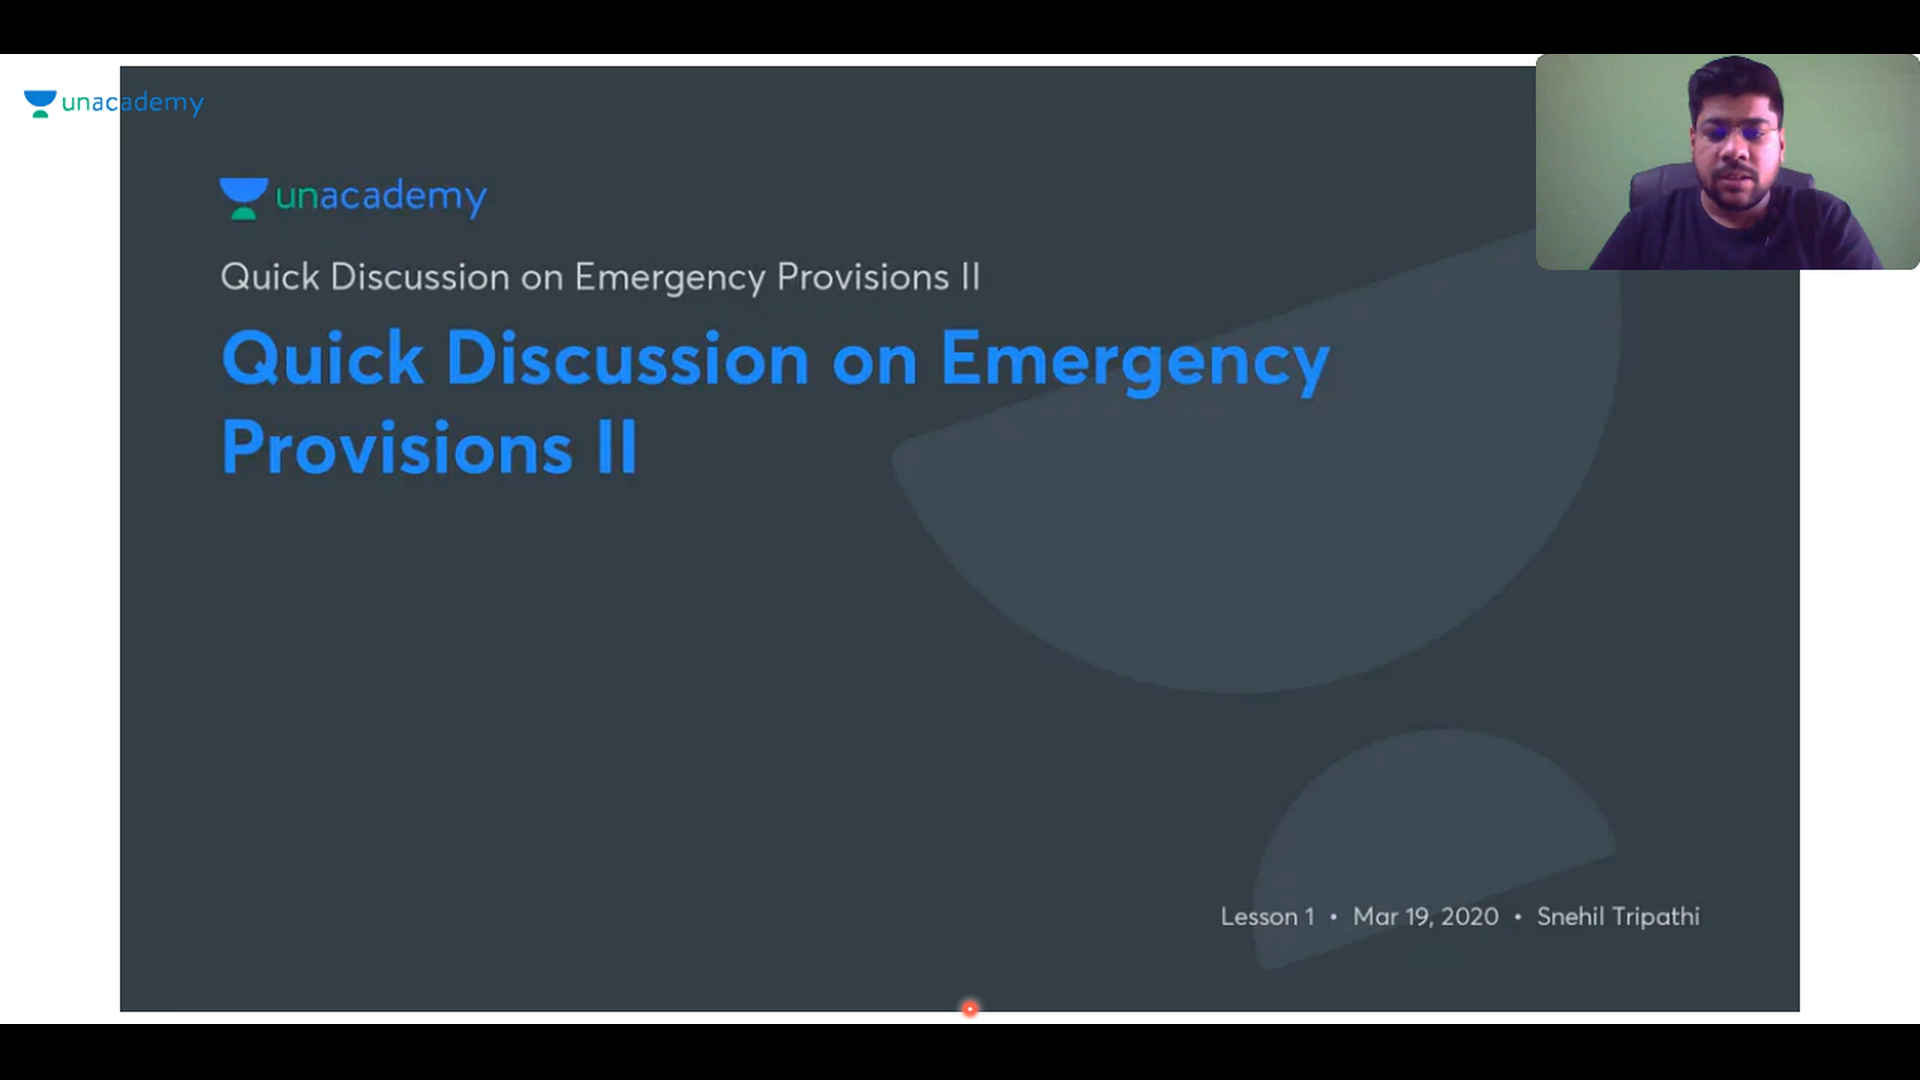 unacademy
unacademy
Quick Discussion on Emergency Provisions II
Quick Discussion on Emergency
Provisions II
Lesson 1 • Mar 19, 2020 • Snehil Tripathi